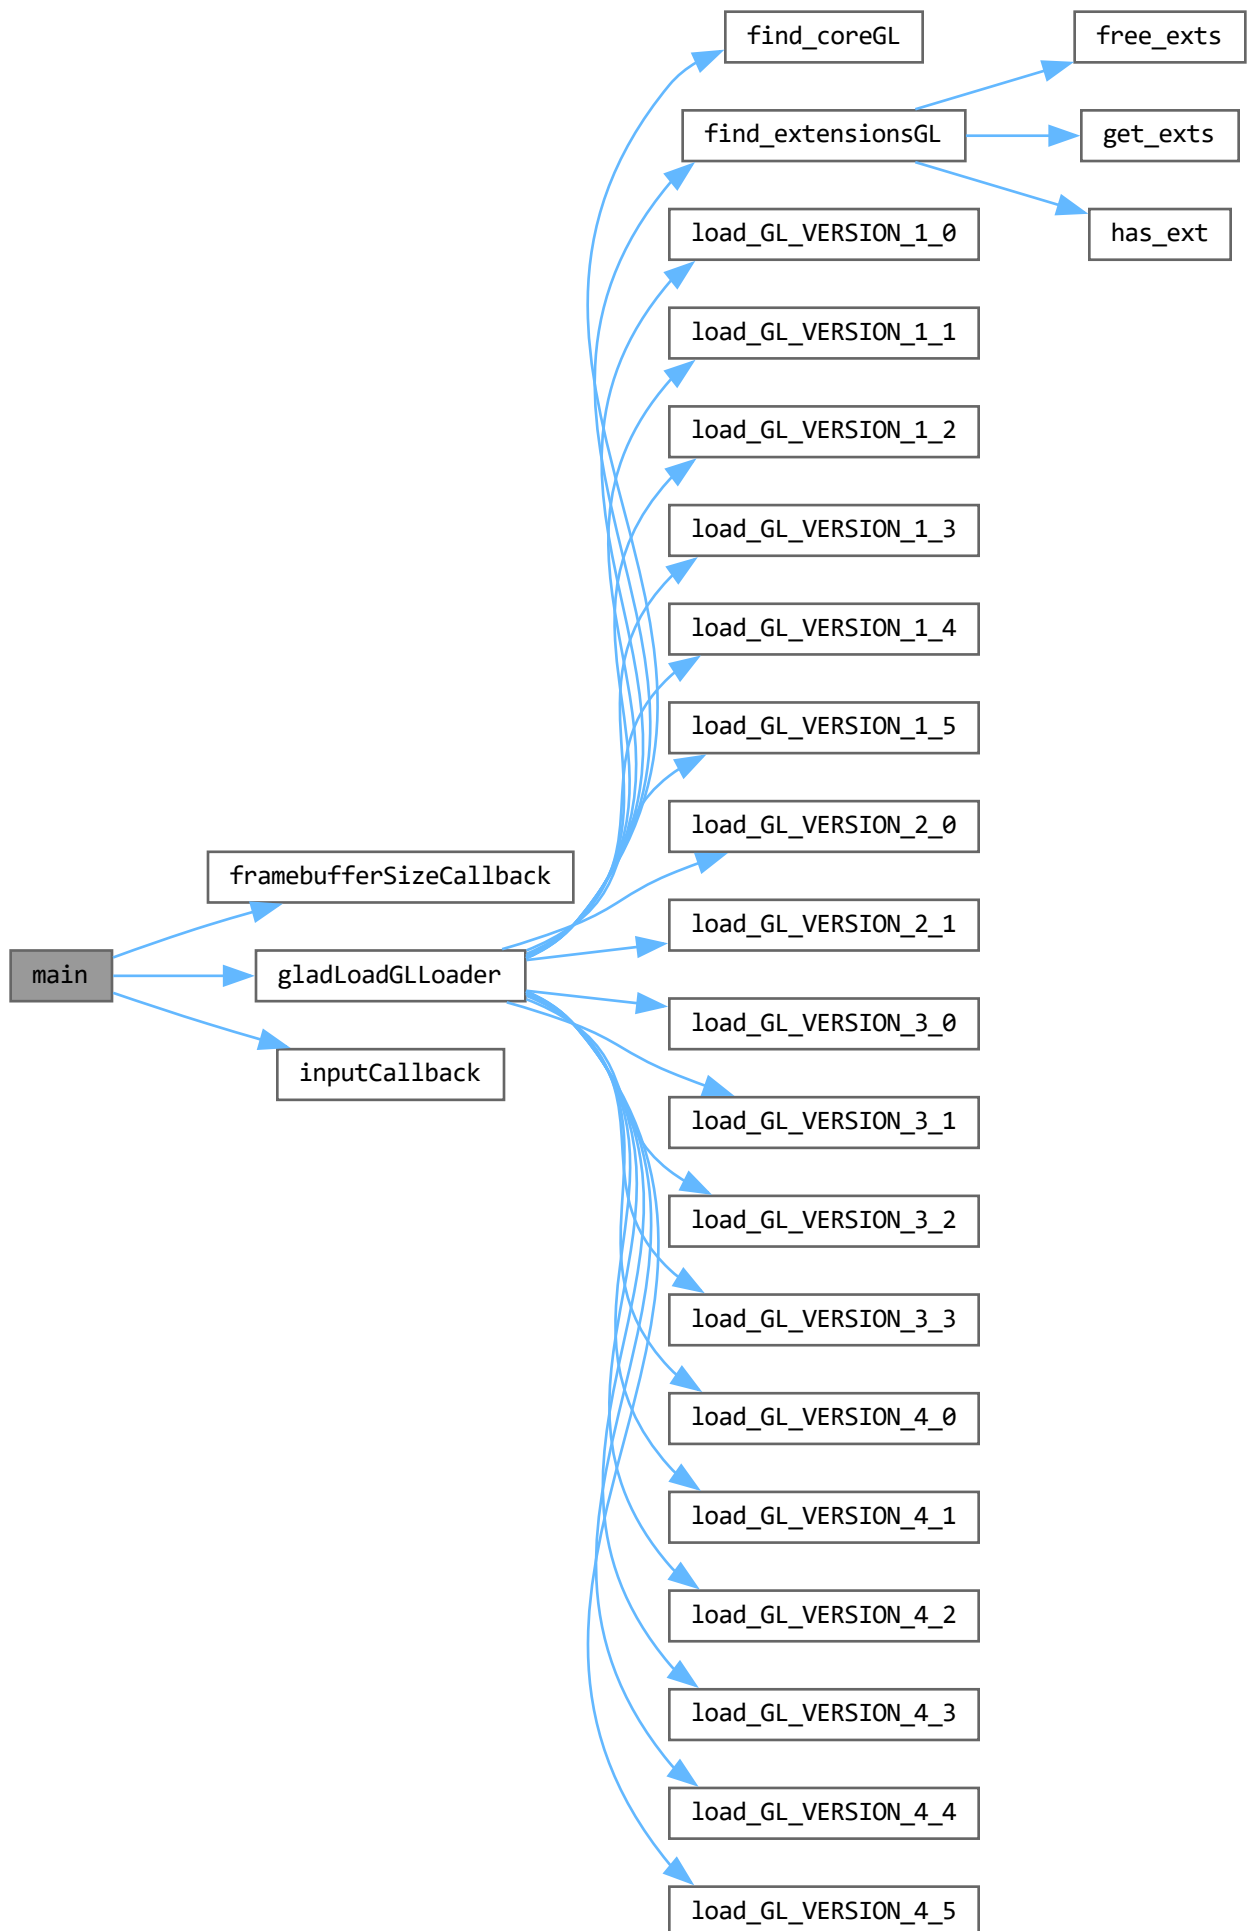 find_coreGL
free_exts
find_extensionsGL
get_exts
load_GL_VERSION_1_0
has_ext
load_GL_VERSION_1_1
load_GL_VERSION_1_2
load_GL_VERSION_1_3
load_GL_VERSION_1_4
load_GL_VERSION_1_5
load_GL_VERSION_2_0
framebufferSizeCallback
load_GL_VERSION_2_1
main
gladLoadGLLoader
load_GL_VERSION_3_0
inputCallback
load_GL_VERSION_3_1
load_GL_VERSION_3_2
load_GL_VERSION_3_3
load_GL_VERSION_4_0
load_GL_VERSION_4_1
load_GL_VERSION_4_2
load_GL_VERSION_4_3
load_GL_VERSION_4_4
load_GL_VERSION_4_5